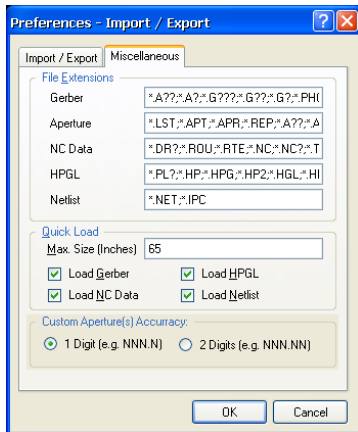 Preferences - Import / Export
Import / Export Miscellaneous
File Extensions
Gerber *.A??;*.A?;*.G???;*.G??;*.G?;*.PH(
Aperture *.LST;*.APT;*.APR;*.REP;*.A??;*.A
NC Data *.DR?;*.ROU;*.RTE;*.NC;*.NC?;*.T
HPGL *.PL?;*.HP;*.HPG;*.HP2;*.HGL;*.HI
Netlist *.NET;*.IPC
Quick Load
Max. Size (Inches) 65
Load Gerber Load HPGL
Load NC Data Load Netlist
Custom Aperture(s) Accurracy:
1 Digit (e.g. NNN.N) 2 Digits (e.g. NNN.NN)
OK Cancel